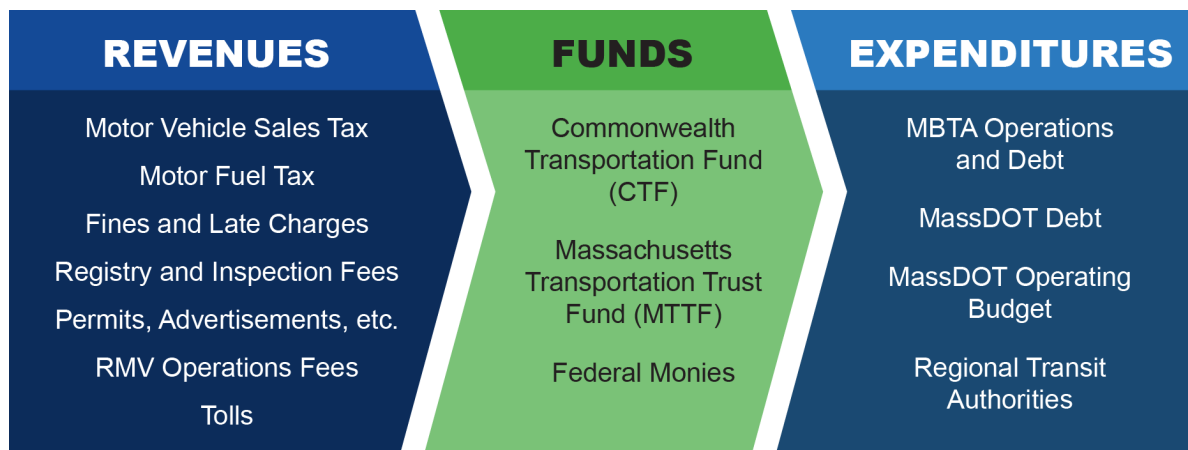 REVENUES
Motor Vehicle Sales Tax
Motor Fuel Tax
Fines and Late Charges
Registry and Inspection Fees
Permits, Advertisements, etc.
RMV Operations Fees
Tolls
FUNDS
Commonwealth
Transportation Fund
(CTF)
Massachusetts
Transportation Trust
Fund (MTTF)
Federal Monies
EXPENDITURES
MBTA Operations
and Debt
MassDOT Debt
MassDOT Operating
Budget
Regional Transit
Authorities